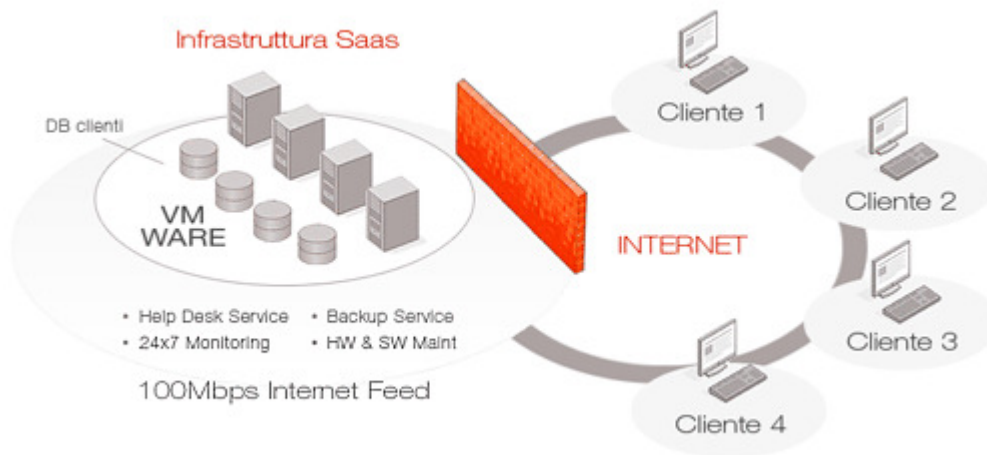 Infrastruttura Saas
DB clienti
VM
WARE
• Help Desk Service
• Backup Service
• 24x7 Monitoring
• HW & SW Maint
100Mbps Internet Feed
INTERNET
Cliente 1
Cliente 2
Cliente 3
Cliente 4